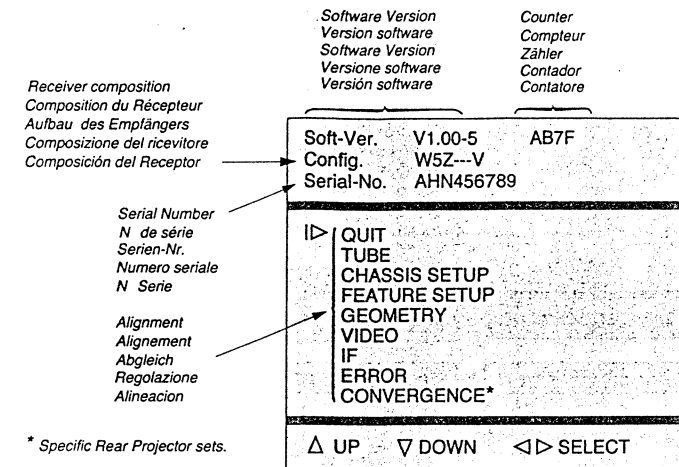 Software Version
Version software
Software Version
Versione software
Versión software
Counter
Compteur
Zähler
Contador
Contatore
Receiver composition
Composition du Récepteur
Aufbau des Empfängers
Composizione del ricevitore
Composición del Receptor
Serial Number
N de série
Serien-Nr.
Numero seriale
N Serie
Alignment
Alignement
Abgleich
Regolazione
Alineacion
* Specific Rear Projector sets.
Soft-Ver. V1.00-5 AB7F
Config. W5Z---V
Serial-No. AHN456789
I▷ QUIT
TUBE
CHASSIS SETUP
FEATURE SETUP
GEOMETRY
VIDEO
IF
ERROR
CONVERGENCE*
△ UP ▽ DOWN ◁ ▷ SELECT